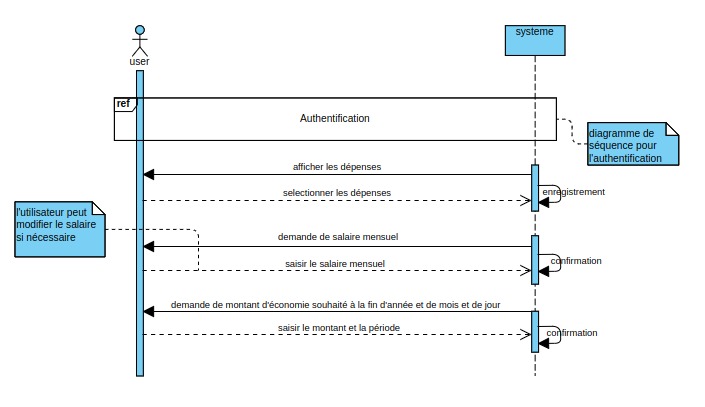 systeme
user
ref
Authentification
diagramme de
séquence pour
l'authentification
afficher les dépenses
selectionner les dépenses
enregistrement
l'utilisateur peut
modifier le salaire
si nécessaire
demande de salaire mensuel
saisir le salaire mensuel
confirmation
demande de montant d'économie souhaité à la fin d'année et de mois et de jour
saisir le montant et la période
confirmation